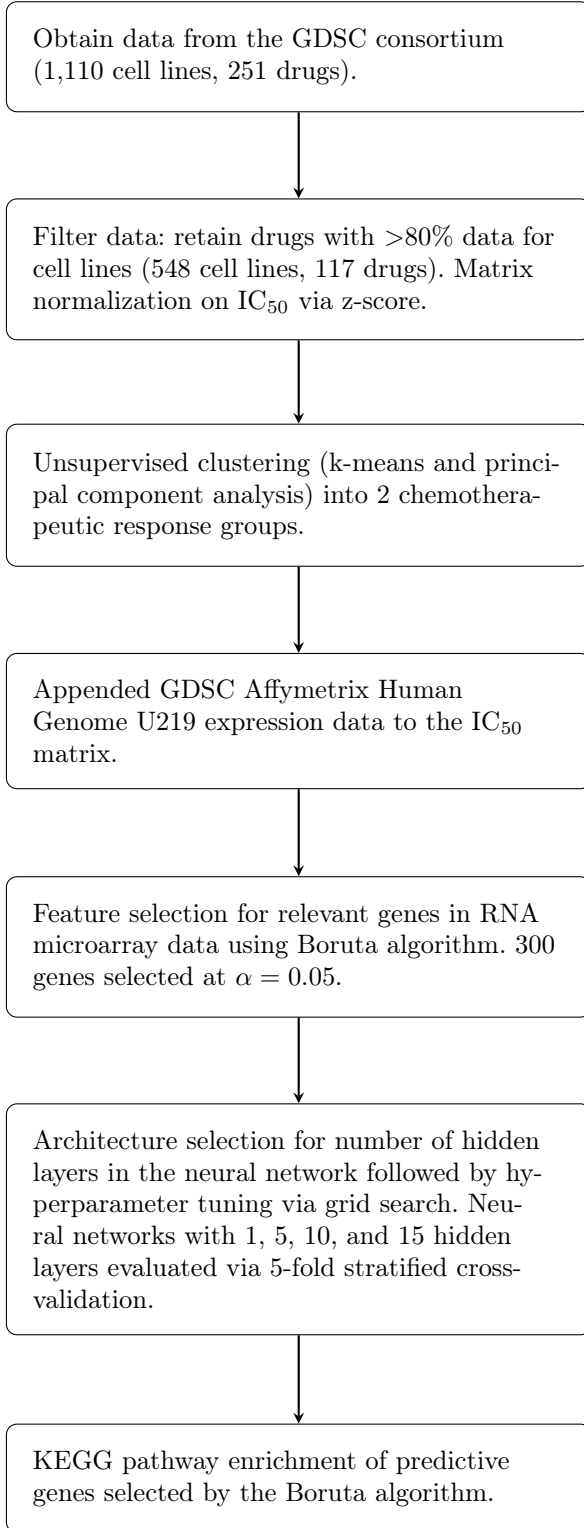 Obtain data from the GDSC consortium
(1,110 cell lines, 251 drugs).
Filter data: retain drugs with >80% data for
cell lines (548 cell lines, 117 drugs). Matrix
normalization on IC₅₀ via z-score.
Unsupervised clustering (k-means and princi-
pal component analysis) into 2 chemothera-
peutic response groups.
Appended GDSC Affymetrix Human
Genome U219 expression data to the IC₅₀
matrix.
Feature selection for relevant genes in RNA
microarray data using Boruta algorithm. 300
genes selected at α = 0.05.
Architecture selection for number of hidden
layers in the neural network followed by hy-
perparameter tuning via grid search. Neu-
ral networks with 1, 5, 10, and 15 hidden
layers evaluated via 5-fold stratified cross-
validation.
KEGG pathway enrichment of predictive
genes selected by the Boruta algorithm.